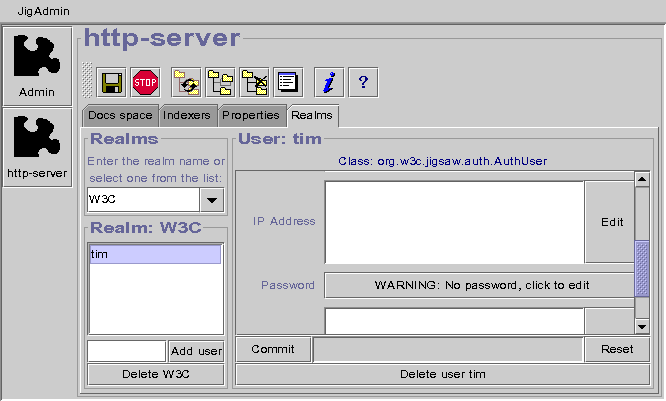 JigAdmin
Admin
http-server
http-server
STOP
i
?
Docs space
Indexers
Properties
Realms
Realms
Enter the realm name or
select one from the list:
W3C
Realm: W3C
tim
Add user
Delete W3C
User: tim
Class: org.w3c.jigsaw.auth.AuthUser
IP Address
Edit
Password
WARNING: No password, click to edit
Commit
Reset
Delete user tim